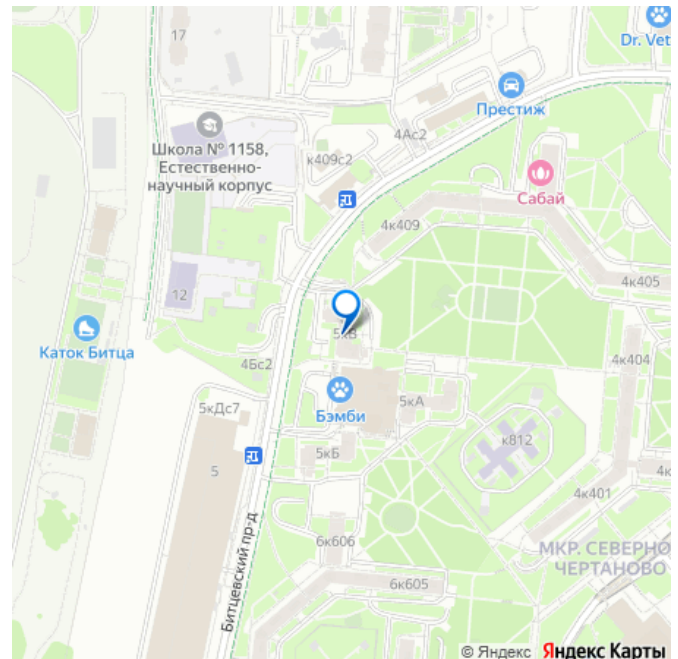 17
Dr. Vet
Престиж
4Ас2
Школа № 1158,
Естественно-
научный корпус
к409с2
Сабай
4к409
4к405
12
5кВ
Каток Битца
4Бс2
4к404
Бэмби
5кДс7
5кА
к812
5кБ
5
4к
4к401
Битцевский пр-д
6к606
МКР. СЕВЕРНО
ЧЕРТАНОВО
6к605
© Яндекс Яндекс Карты